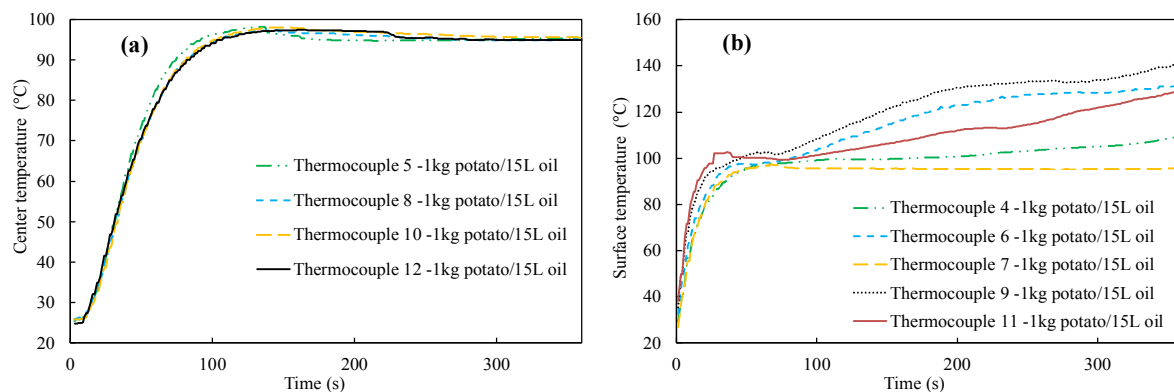 100
90
80
70
60
50
40
30
20
Center temperature (°C)
(a)
Thermocouple 5 -1kg potato/15L oil
Thermocouple 8 -1kg potato/15L oil
Thermocouple 10 -1kg potato/15L oil
Thermocouple 12 -1kg potato/15L oil
0 100 200 300
Time (s)
160
140
120
100
80
60
40
20
Surface temperature (°C)
(b)
Thermocouple 4 -1kg potato/15L oil
Thermocouple 6 -1kg potato/15L oil
Thermocouple 7 -1kg potato/15L oil
Thermocouple 9 -1kg potato/15L oil
Thermocouple 11 -1kg potato/15L oil
0 100 200 300
Time (s)